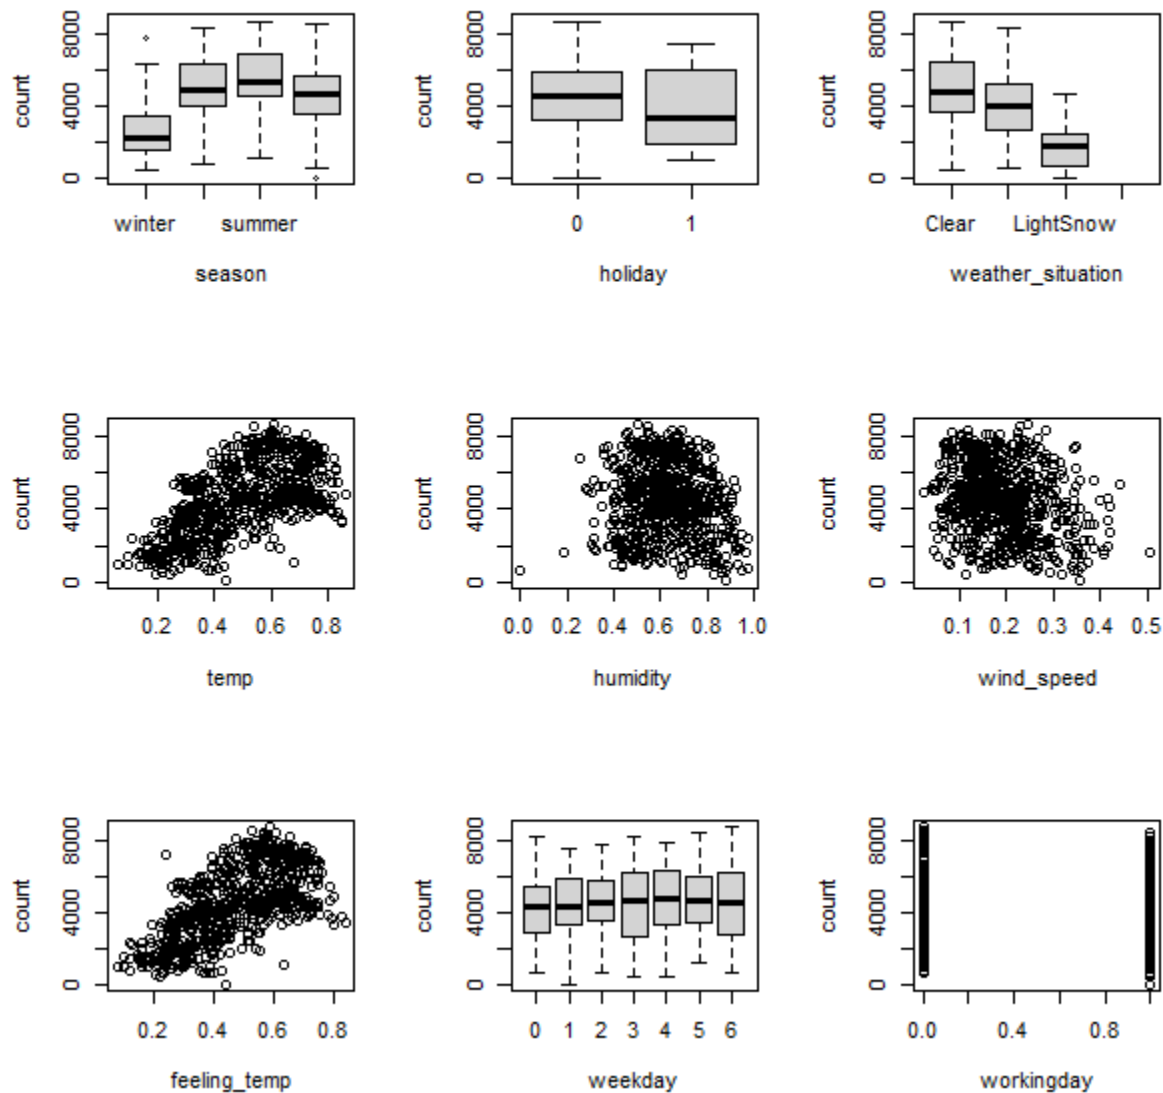 count
0 4000 8000
winter summer
season
count
0 4000 8000
0 1
holiday
count
0 4000 8000
Clear LightSnow
weather_situation
count
0 4000 8000
0.2 0.4 0.6 0.8
temp
count
0 4000 8000
0.0 0.2 0.4 0.6 0.8 1.0
humidity
count
0 4000 8000
0.1 0.2 0.3 0.4 0.5
wind_speed
count
0 4000 8000
0.2 0.4 0.6 0.8
feeling_temp
count
0 4000 8000
0 1 2 3 4 5 6
weekday
count
0 4000 8000
0.0 0.4 0.8
workingday